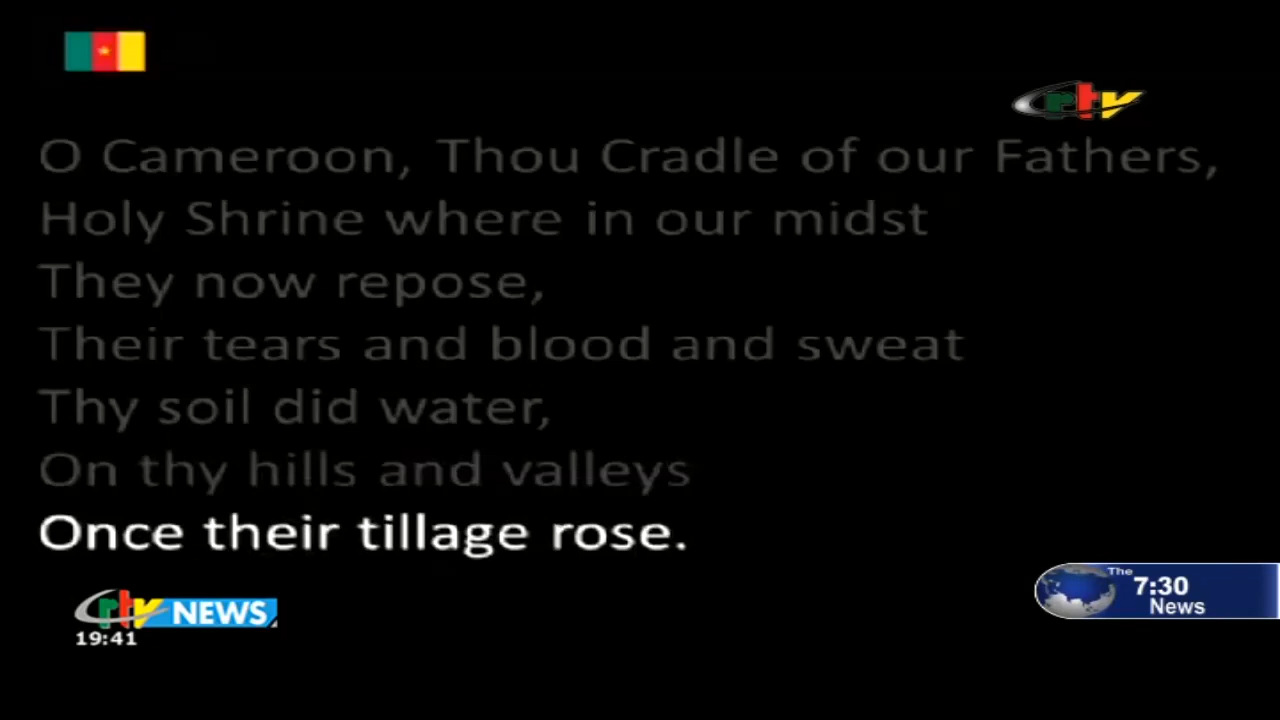 crtv
O Cameroon, Thou Cradle of our Fathers,
Holy Shrine where in our midst
They now repose,
Their tears and blood and sweat
Thy soil did water,
On thy hills and valleys
Once their tillage rose.
The
7:30
News
crtv NEWS
19:41